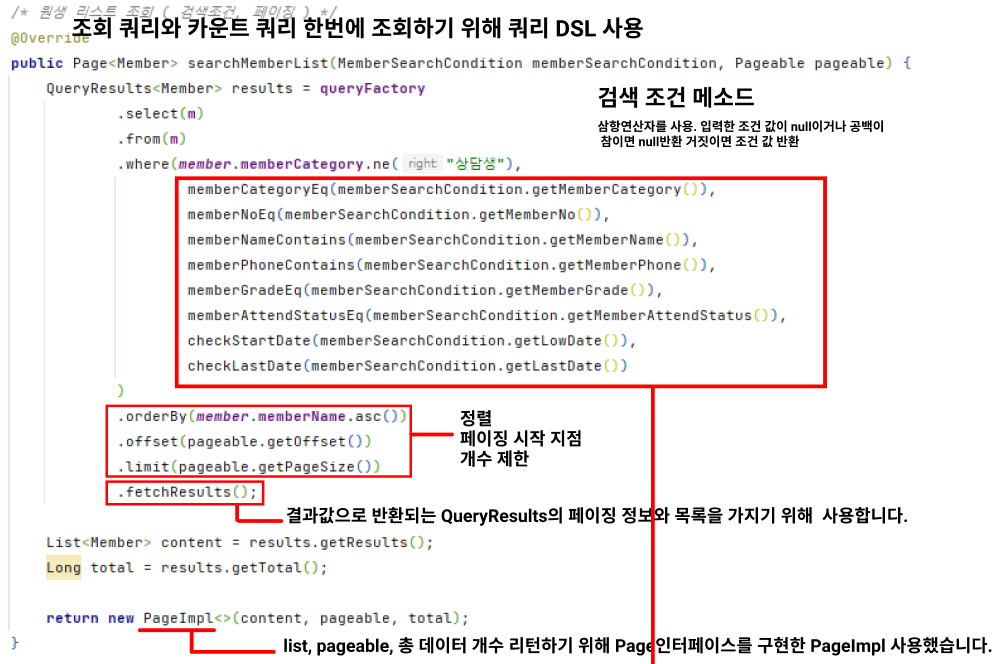 /* 원생 리스트 조회 ( 검색조건, 페이징 ) */
조회 쿼리와 카운트 쿼리 한번에 조회하기 위해 쿼리 DSL 사용
@Override
public Page<Member> searchMemberList(MemberSearchCondition memberSearchCondition, Pageable pageable) {
QueryResults<Member> results = queryFactory
검색 조건 메소드
.select(m)
삼항연산자를 사용. 입력한 조건 값이 null이거나 공백이
.from(m)
참이면 null반환 거짓이면 조건 값 반환
.where(member.memberCategory.ne( right: "상담생"),
memberCategoryEq(memberSearchCondition.getMemberCategory()),
memberNoEq(memberSearchCondition.getMemberNo()),
memberNameContains(memberSearchCondition.getMemberName()),
memberPhoneContains(memberSearchCondition.getMemberPhone()),
memberGradeEq(memberSearchCondition.getMemberGrade()),
memberAttendStatusEq(memberSearchCondition.getMemberAttendStatus()),
checkStartDate(memberSearchCondition.getLowDate()),
checkLastDate(memberSearchCondition.getLastDate())
)
.orderBy(member.memberName.asc())
.offset(pageable.getOffset())
.limit(pageable.getPageSize())
정렬
페이징 시작 지점
개수 제한
.fetchResults();
결과값으로 반환되는 QueryResults의 페이징 정보와 목록을 가지기 위해 사용합니다.
List<Member> content = results.getResults();
Long total = results.getTotal();
return new PageImpl<>(content, pageable, total);
}
list, pageable, 총 데이터 개수 리턴하기 위해 Page인터페이스를 구현한 PageImpl 사용했습니다.